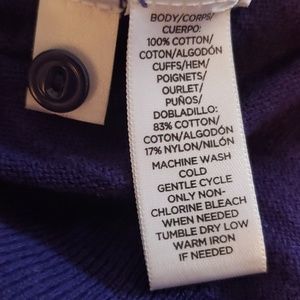 BODY/CORPS/
CUERPO:
100% COTTON/
COTON/ALGODÓN
CUFFS/HEM/
POIGNETS/
OURLET/
PUÑOS/
DOBLADILLO:
83% COTTON/
COTON/ALGODÓN
17% NYLON/NILÓN
MACHINE WASH
COLD
GENTLE CYCLE
ONLY NON-
CHLORINE BLEACH
WHEN NEEDED
TUMBLE DRY LOW
WARM IRON
IF NEEDED